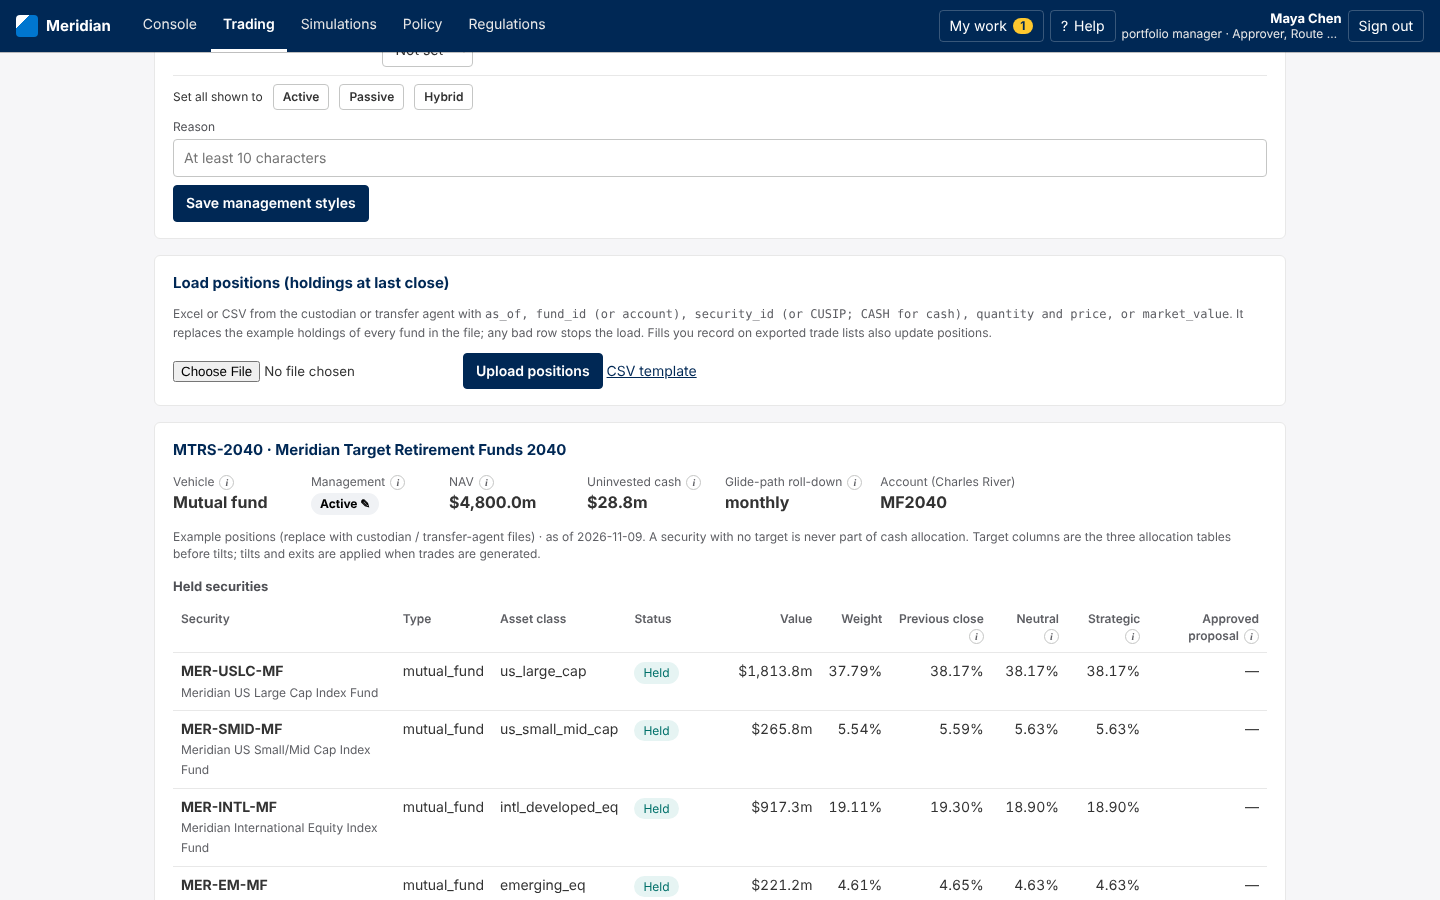 Meridian
Console
Trading
Simulations
Policy
Regulations
My work 1
? Help
Maya Chen
portfolio manager · Approver, Route ...
Sign out
Set all shown to
Active
Passive
Hybrid
Reason
At least 10 characters
Save management styles
Load positions (holdings at last close)
Excel or CSV from the custodian or transfer agent with as_of, fund_id (or account), security_id (or CUSIP; CASH for cash), quantity and price, or market_value. It
replaces the example holdings of every fund in the file; any bad row stops the load. Fills you record on exported trade lists also update positions.
Choose File No file chosen
Upload positions
CSV template
MTRS-2040 · Meridian Target Retirement Funds 2040
Vehicle i
Management i
NAV i
Uninvested cash i
Glide-path roll-down i
Account (Charles River)
Mutual fund
Active ✎
$4,800.0m
$28.8m
monthly
MF2040
Example positions (replace with custodian / transfer-agent files) · as of 2026-11-09. A security with no target is never part of cash allocation. Target columns are the three allocation tables
before tilts; tilts and exits are applied when trades are generated.
Held securities
Security Type Asset class Status Value Weight Previous close i Neutral i Strategic i Approved proposal i
MER-USLC-MF mutual_fund us_large_cap Held $1,813.8m 37.79% 38.17% 38.17% 38.17% —
Meridian US Large Cap Index Fund
MER-SMID-MF mutual_fund us_small_mid_cap Held $265.8m 5.54% 5.59% 5.63% 5.63% —
Meridian US Small/Mid Cap Index
Fund
MER-INTL-MF mutual_fund intl_developed_eq Held $917.3m 19.11% 19.30% 18.90% 18.90% —
Meridian International Equity Index
Fund
MER-EM-MF mutual_fund emerging_eq Held $221.2m 4.61% 4.65% 4.63% 4.63% —